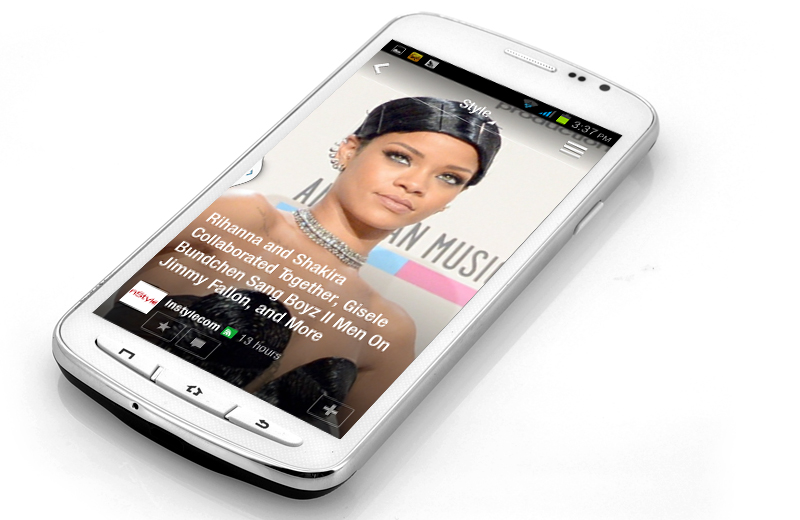 3:37 PM
production
Style
AMERICAN MUSIC
Rihanna and Shakira
Collaborated Together, Gisele
Bundchen Sang Boyz II Men On
Jimmy Fallon, and More
InStyle
instylecom 13 hours